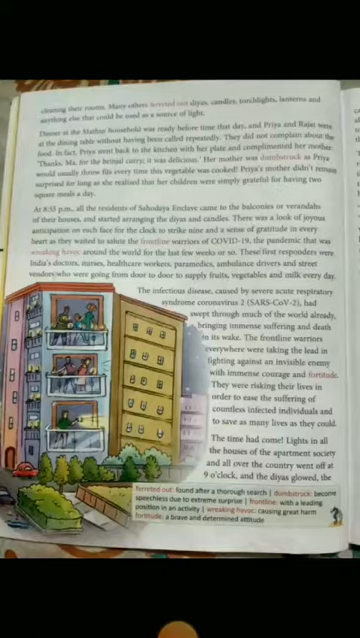 cleaning their rooms. Many others ferreted out diyas, candles, torchlights, lanterns and
anything else that could be used as a source of light.
Dinner at the Mathur household was ready before time that day, and Priya and Rajat were
at the dining table without having been called repeatedly. They did not complain about the
food. In fact, Priya went back to the kitchen with her plate and complimented her mother.
'Thanks, Ma, for the brinjal curry; it was delicious.' Her mother was dumbstruck as Priya
would usually throw fits every time this vegetable was cooked! Priya's mother didn't remain
surprised for long as she realised that her children were simply grateful for having two
square meals a day.
At 8:55 p.m., all the residents of Sahodaya Enclave came to the balconies or verandahs
of their houses, and started arranging the diyas and candles. There was a look of joyous
anticipation on each face for the clock to strike nine and a sense of gratitude in every
heart as they waited to salute the frontline warriors of COVID-19, the pandemic that was
wreaking havoc around the world for the last few weeks or so. These first responders were
India's doctors, nurses, healthcare workers, paramedics, ambulance drivers and street
vendors who were going from door to door to supply fruits, vegetables and milk every day.
The infectious disease, caused by severe acute respiratory
syndrome coronavirus 2 (SARS-CoV-2), had
swept through much of the world already,
bringing immense suffering and death
in its wake. The frontline warriors
everywhere were taking the lead in
fighting against an invisible enemy
with immense courage and fortitude.
They were risking their lives in
order to ease the suffering of
countless infected individuals and
to save as many lives as they could.
The time had come! Lights in all
the houses of the apartment society
and all over the country went off at
9 o'clock, and the diyas glowed, the
ferreted out: found after a thorough search | dumbstruck: become
speechless due to extreme surprise | frontline: with a leading
position in an activity | wreaking havoc: causing great harm
fortitude: a brave and determined attitude